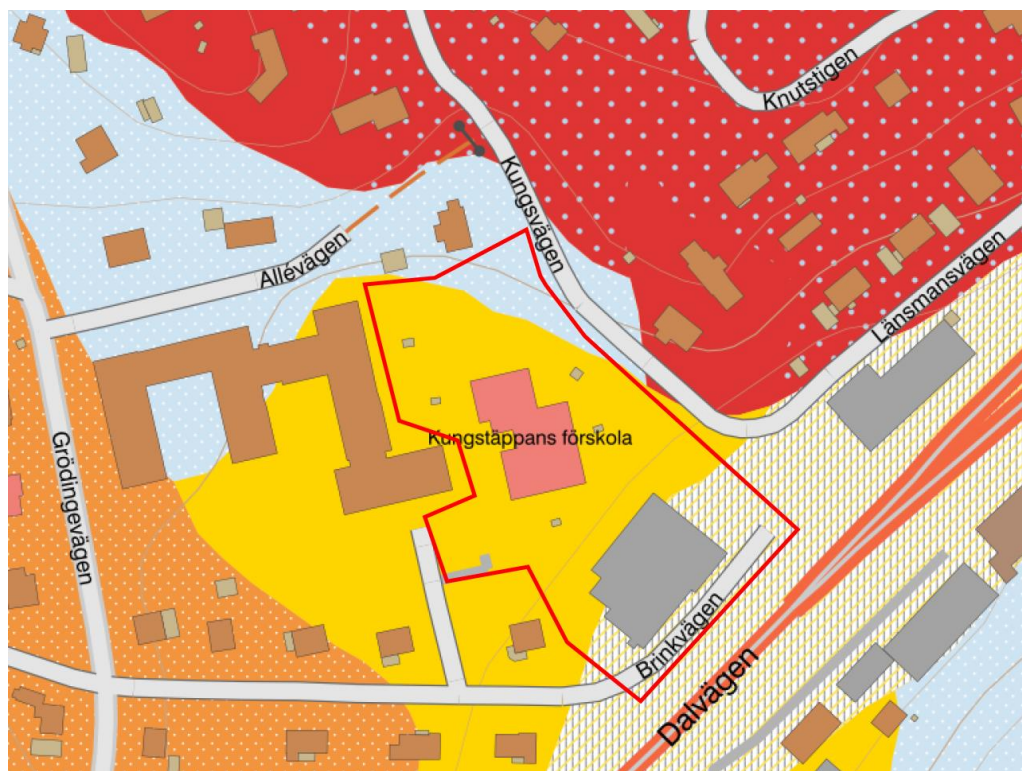 Knutstigen
Kungsvägen
Allévägen
Länsmansvägen
Kungstäppans förskola
Grödingevägen
Brinkvägen
Dalvägen